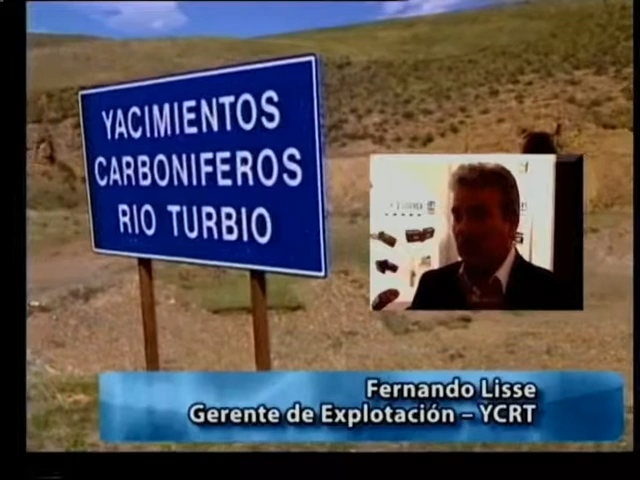 YACIMIENTOS
CARBONIFEROS
RIO TURBIO
Fernando Lisse
Gerente de Explotación – YCRT